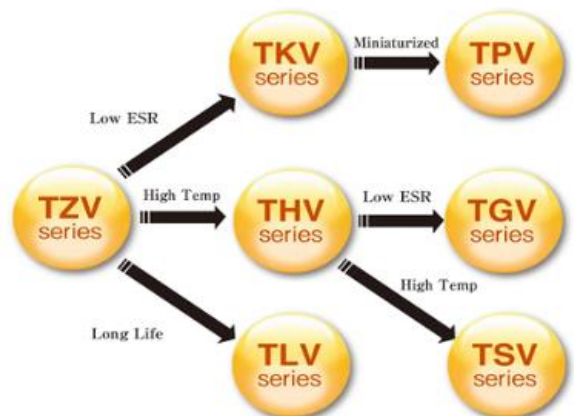 TKV
series
Miniaturized
TPV
series
Low ESR
TZV
series
High Temp
THV
series
Low ESR
TGV
series
High Temp
Long Life
TLV
series
TSV
series